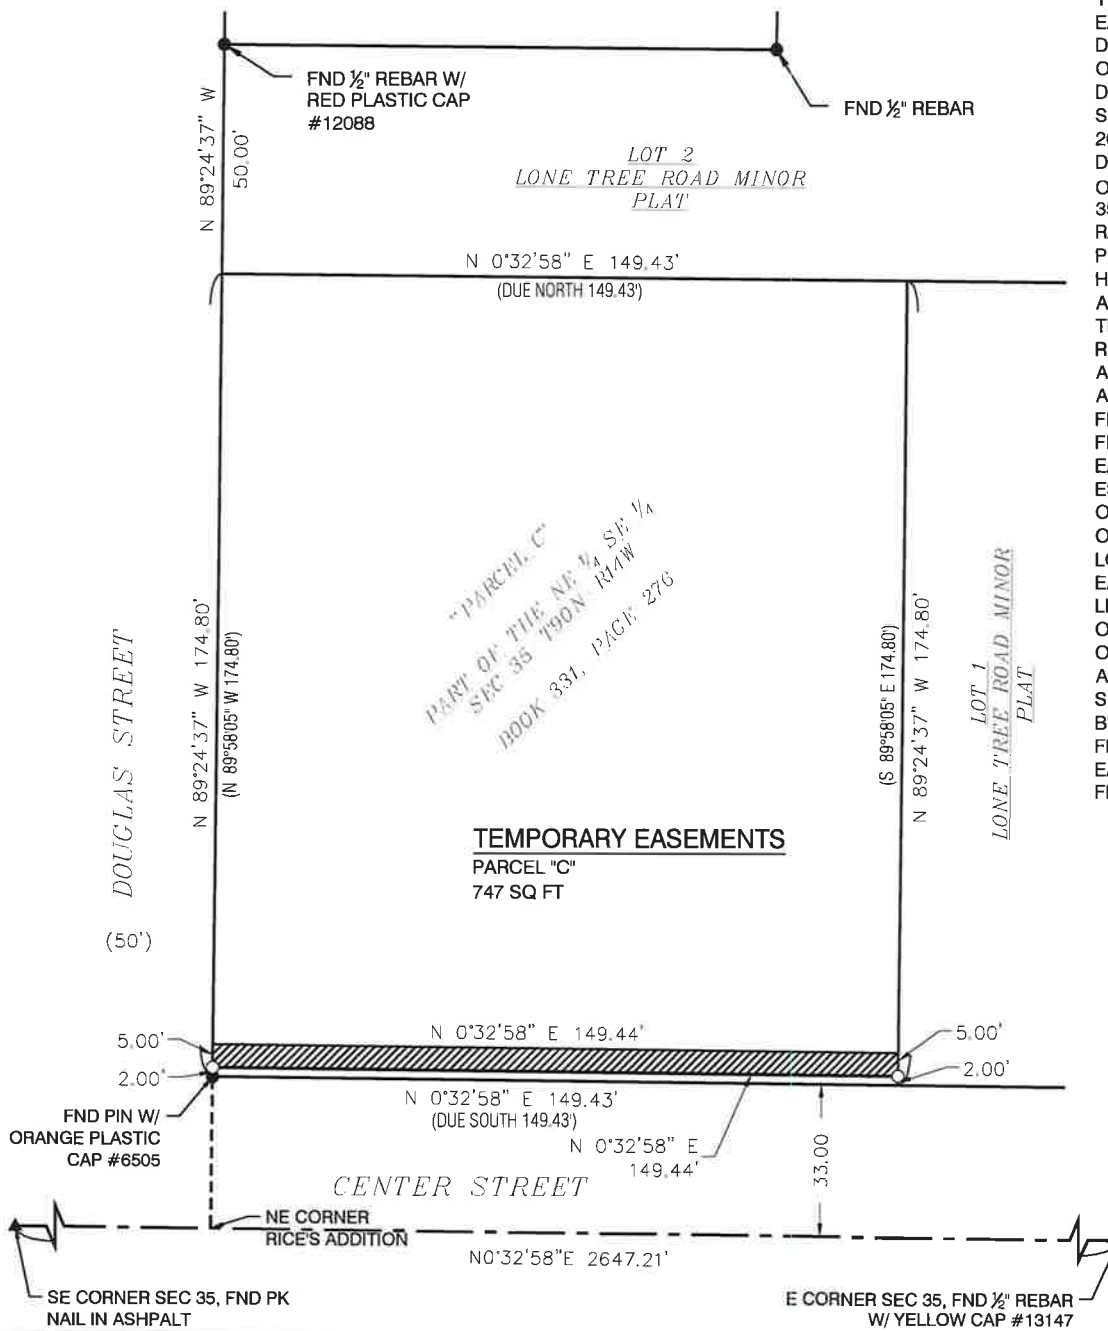 FND ½" REBAR W/
RED PLASTIC CAP
#12088
FND ½" REBAR
N 89°24'37" W
50.00'
LOT 2
LONE TREE ROAD MINOR
PLAT
N 0°32'58" E 149.43'
(DUE NORTH 149.43')
"PARCEL C"
PART OF THE NE ¼ SE ¼
SEC 35 T90N R14W
BOOK 331, PAGE 276
DOUGLAS STREET
(50')
N 89°24'37" W 174.80'
(N 89°58'05" W 174.80')
(S 89°58'05" E 174.80')
N 89°24'37" W 174.80'
LOT 1
LONE TREE ROAD MINOR
PLAT
TEMPORARY EASEMENTS
PARCEL "C"
747 SQ FT
5.00'
2.00'
N 0°32'58" E 149.44'
5.00'
2.00'
FND PIN W/
ORANGE PLASTIC
CAP #6505
N 0°32'58" E 149.43'
(DUE SOUTH 149.43')
N 0°32'58" E
149.44'
33.00
CENTER STREET
NE CORNER
RICE'S ADDITION
N0°32'58"E 2647.21'
SE CORNER SEC 35, FND PK
NAIL IN ASHPALT
E CORNER SEC 35, FND ½" REBAR
W/ YELLOW CAP #13147